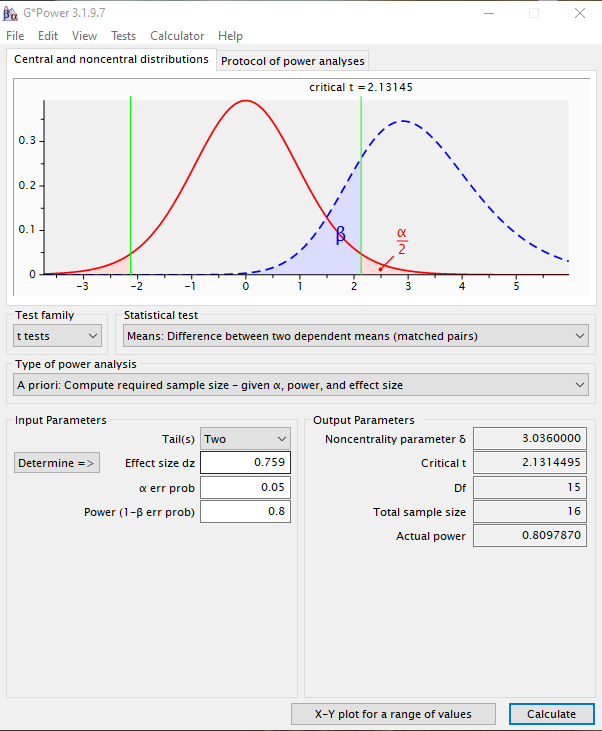 G*Power 3.1.9.7
File Edit View Tests Calculator Help
Central and noncentral distributions Protocol of power analyses
critical t = 2.13145
0.3
0.2
0.1
0
β
α
2
-3 -2 -1 0 1 2 3 4 5
Test family Statistical test
t tests Means: Difference between two dependent means (matched pairs)
Type of power analysis
A priori: Compute required sample size - given α, power, and effect size
Input Parameters
Tail(s) Two
Determine => Effect size dz 0.759
α err prob 0.05
Power (1-β err prob) 0.8
Output Parameters
Noncentrality parameter δ 3.0360000
Critical t 2.1314495
Df 15
Total sample size 16
Actual power 0.8097870
X-Y plot for a range of values Calculate